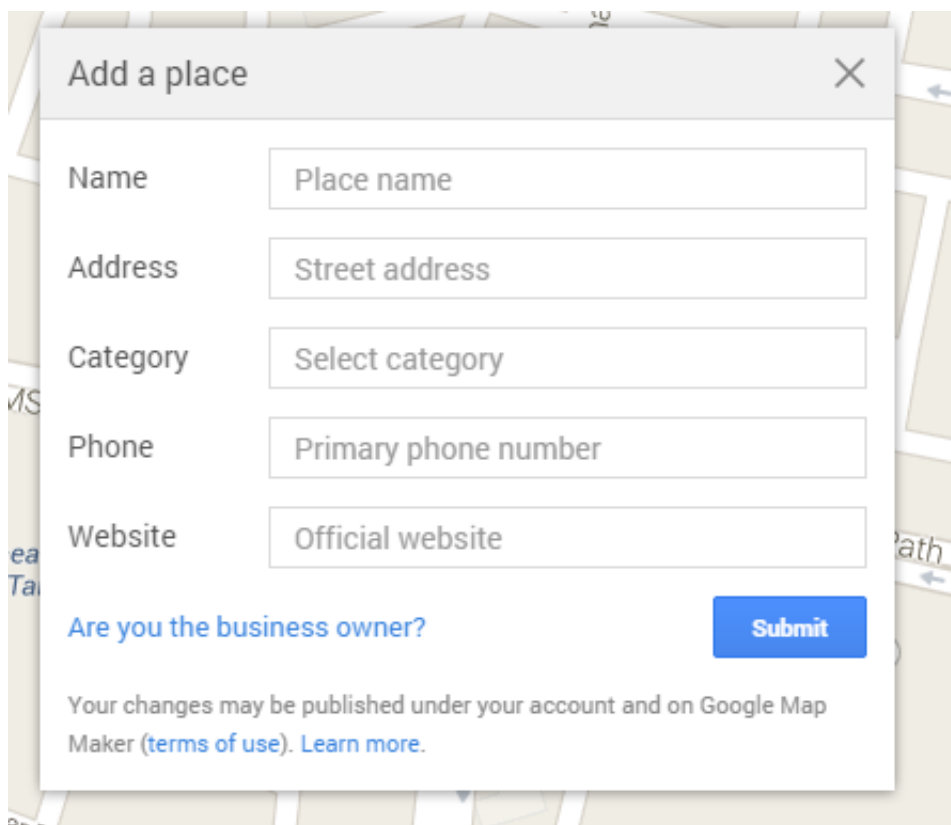 Add a place
Name
Place name
Address
Street address
Category
Select category
Phone
Primary phone number
Website
Official website
Are you the business owner?
Submit
Your changes may be published under your account and on Google Map
Maker (terms of use). Learn more.